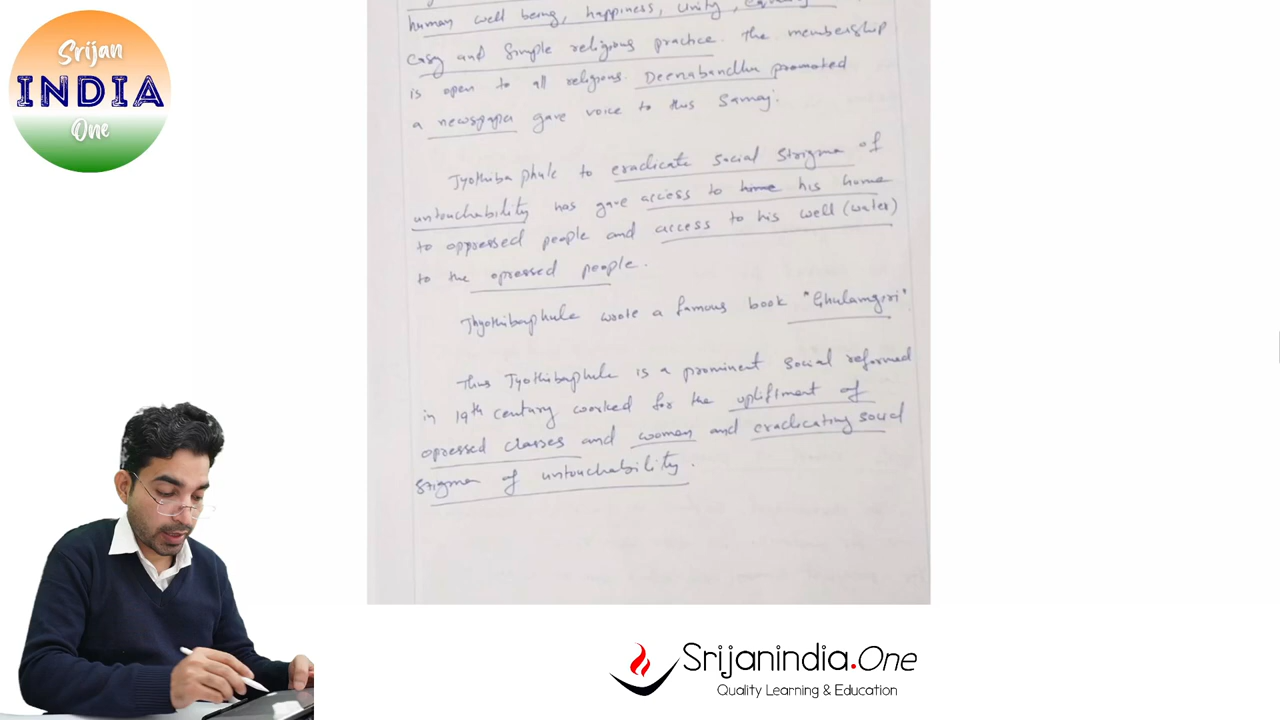 Srijan
INDIA
One
human well being, happiness, Unity,
easy and Simple religious practice. The membership
is open to all religions. Deenabandhu promoted
a newspaper gave voice to this Samaj.
Jyothiba phule to eradicate social strigma of
untouchability has gave access to home his home
to oppressed people and access to his well (water)
to the opressed people.
Jhyothibaphule wrote a famous book "Ghulamgiri"
Thus Jyothibaphule is a prominent social reformed
in 19th century worked for the upliftment of
opressed classes and women and eradicating social
stigma of untouchability.
Srijanindia.One
Quality Learning & Education